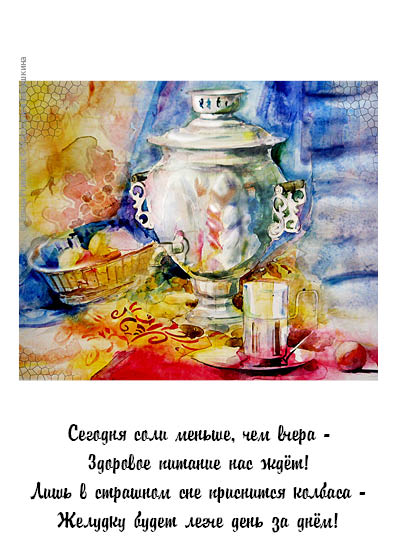 шкина
Сегодня соли меньше, чем вчера -
Здоровое питание нас ждёт!
Лишь в страшном сне приснится колбаса -
Желудку будет легче день за днём!